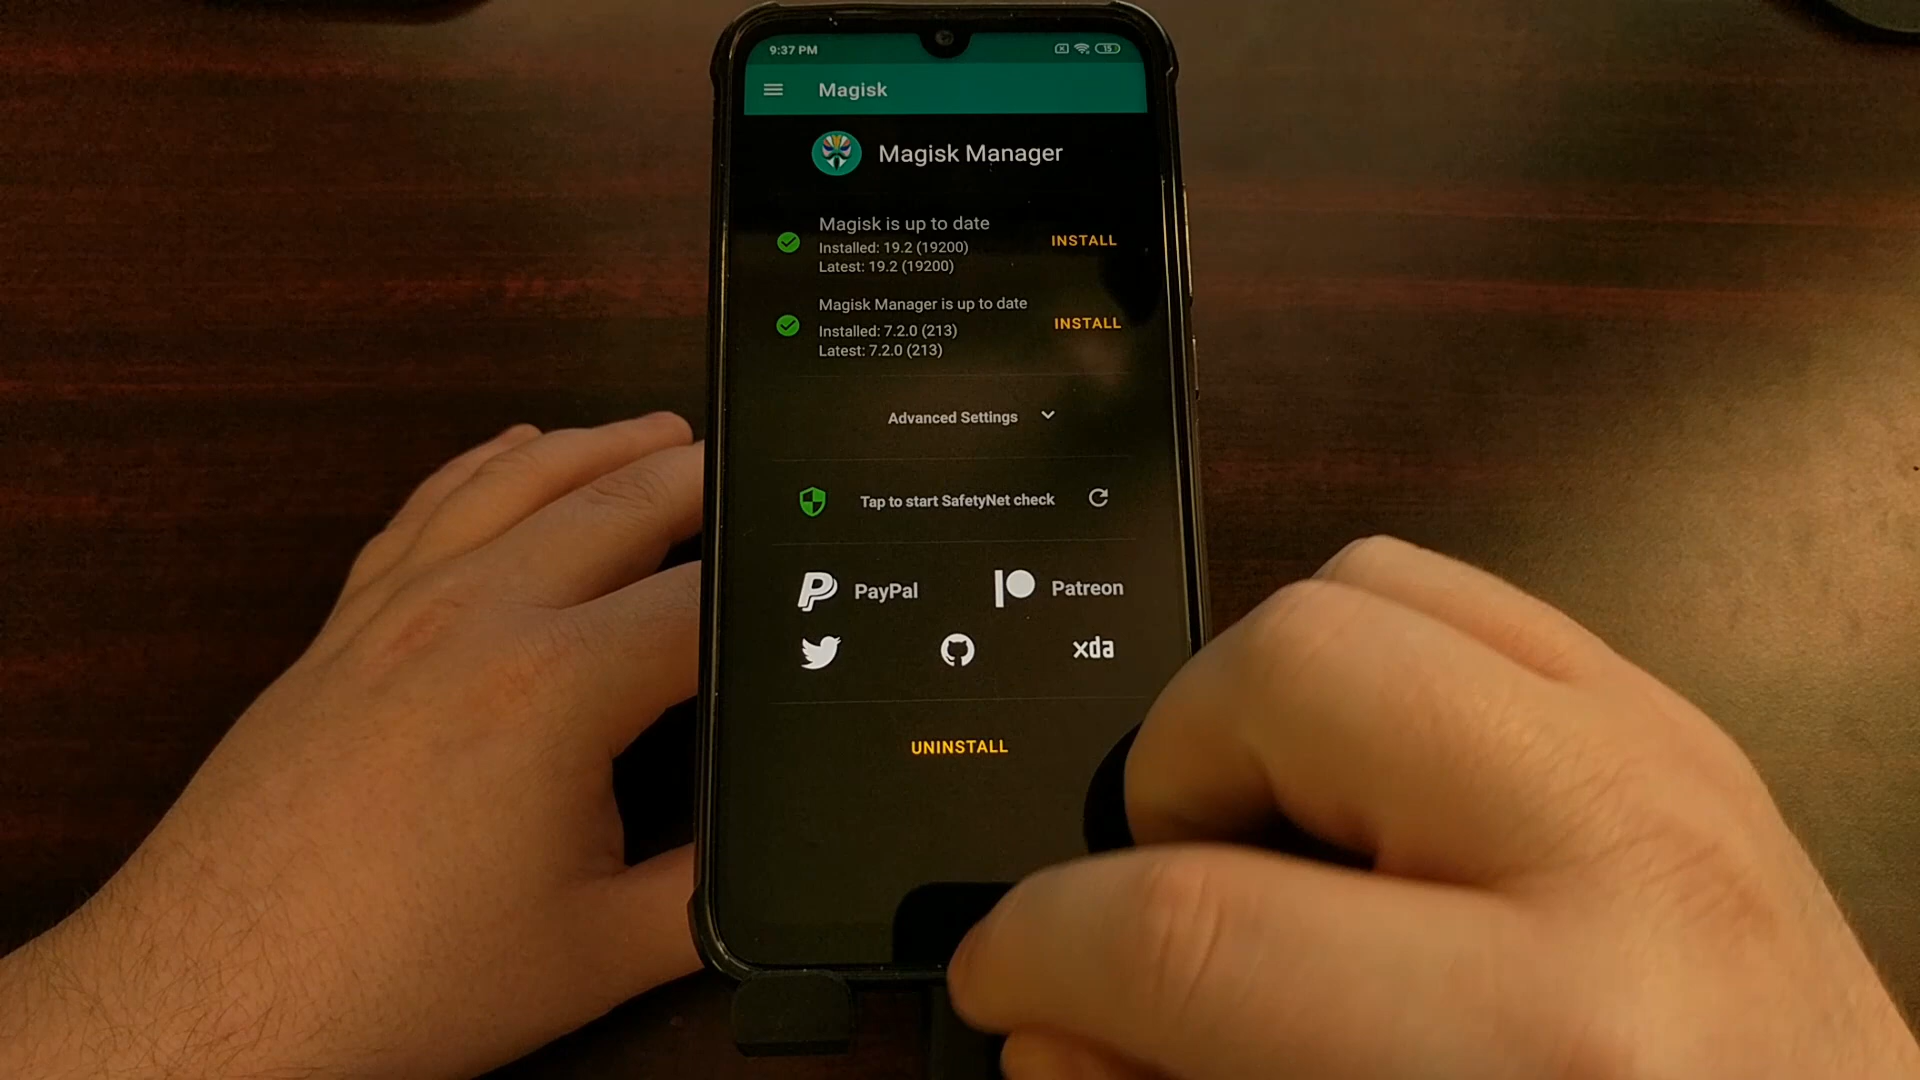 9:37 PM
15
Magisk
Magisk Manager
Magisk is up to date
Installed: 19.2 (19200)
Latest: 19.2 (19200)
INSTALL
Magisk Manager is up to date
Installed: 7.2.0 (213)
Latest: 7.2.0 (213)
INSTALL
Advanced Settings
Tap to start SafetyNet check
PayPal
Patreon
xda
UNINSTALL